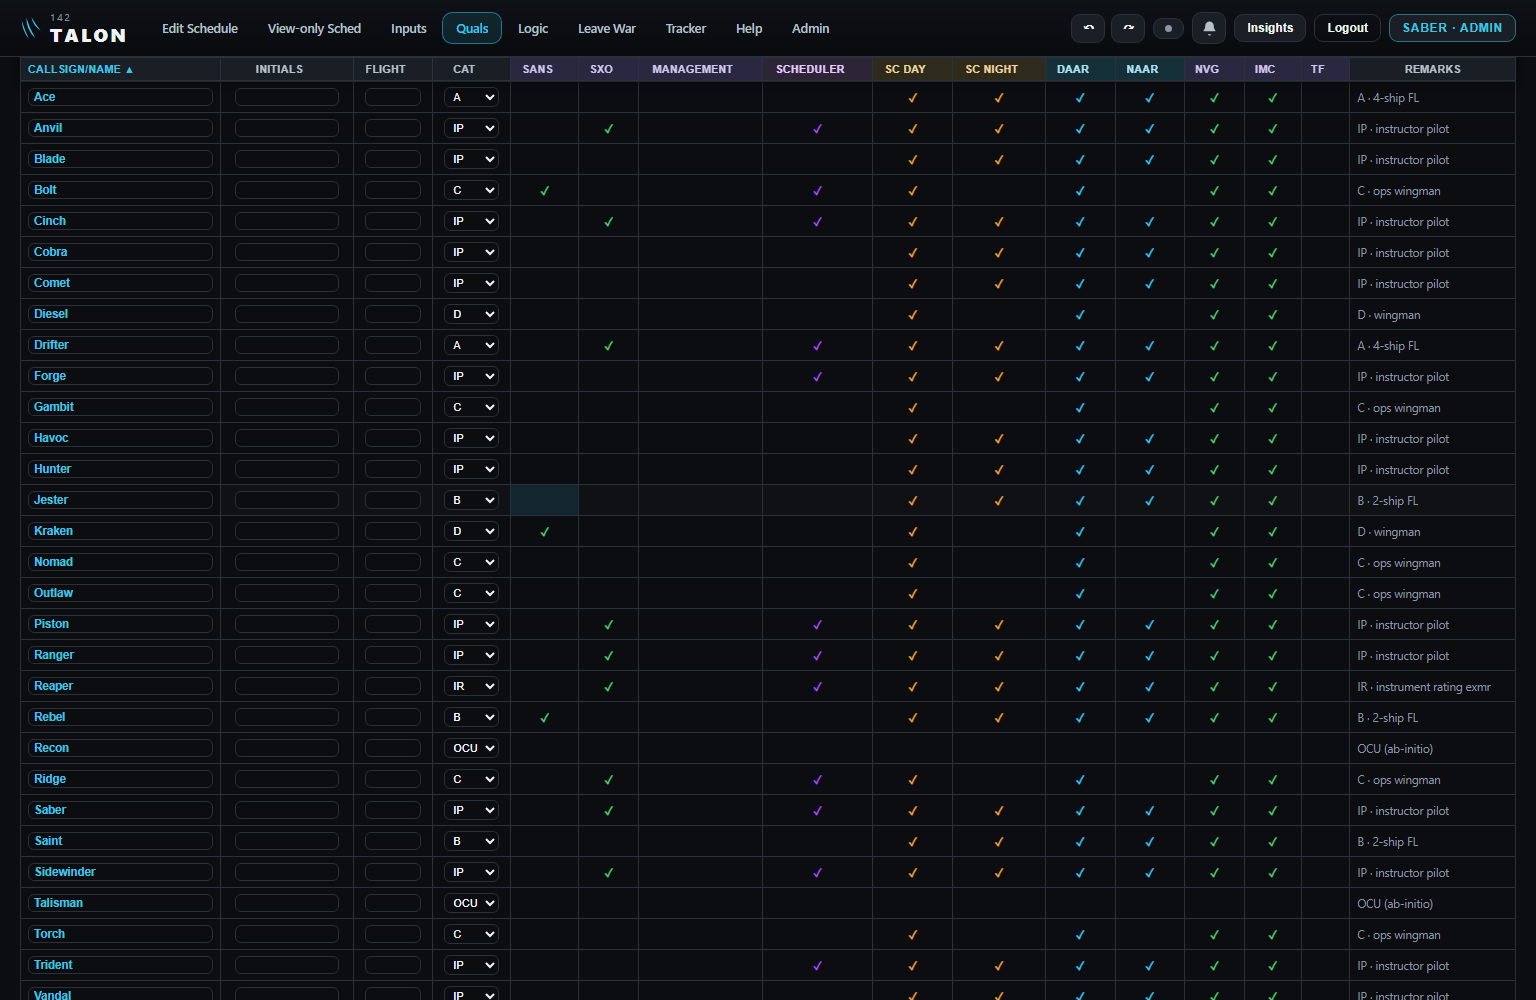 142
TALON
Edit Schedule View-only Sched Inputs Quals Logic Leave War Tracker Help Admin Insights Logout SABER · ADMIN
CALLSIGN/NAME ▲ INITIALS FLIGHT CAT SANS SXO MANAGEMENT SCHEDULER SC DAY SC NIGHT DAAR NAAR NVG IMC TF REMARKS
Ace A ✓ ✓ ✓ ✓ ✓ ✓ A · 4-ship FL
Anvil IP ✓ ✓ ✓ ✓ ✓ ✓ ✓ ✓ IP · instructor pilot
Blade IP ✓ ✓ ✓ ✓ ✓ ✓ IP · instructor pilot
Bolt C ✓ ✓ ✓ ✓ ✓ ✓ C · ops wingman
Cinch IP ✓ ✓ ✓ ✓ ✓ ✓ ✓ ✓ IP · instructor pilot
Cobra IP ✓ ✓ ✓ ✓ ✓ ✓ IP · instructor pilot
Comet IP ✓ ✓ ✓ ✓ ✓ ✓ IP · instructor pilot
Diesel D ✓ ✓ ✓ ✓ D · wingman
Drifter A ✓ ✓ ✓ ✓ ✓ ✓ ✓ ✓ A · 4-ship FL
Forge IP ✓ ✓ ✓ ✓ ✓ ✓ ✓ IP · instructor pilot
Gambit C ✓ ✓ ✓ ✓ C · ops wingman
Havoc IP ✓ ✓ ✓ ✓ ✓ ✓ IP · instructor pilot
Hunter IP ✓ ✓ ✓ ✓ ✓ ✓ IP · instructor pilot
Jester B ✓ ✓ ✓ ✓ ✓ ✓ B · 2-ship FL
Kraken D ✓ ✓ ✓ ✓ ✓ D · wingman
Nomad C ✓ ✓ ✓ ✓ C · ops wingman
Outlaw C ✓ ✓ ✓ ✓ C · ops wingman
Piston IP ✓ ✓ ✓ ✓ ✓ ✓ ✓ ✓ IP · instructor pilot
Ranger IP ✓ ✓ ✓ ✓ ✓ ✓ ✓ ✓ IP · instructor pilot
Reaper IR ✓ ✓ ✓ ✓ ✓ ✓ ✓ ✓ IR · instrument rating exmr
Rebel B ✓ ✓ ✓ ✓ ✓ ✓ ✓ B · 2-ship FL
Recon OCU OCU (ab-initio)
Ridge C ✓ ✓ ✓ ✓ ✓ ✓ C · ops wingman
Saber IP ✓ ✓ ✓ ✓ ✓ ✓ ✓ ✓ IP · instructor pilot
Saint B ✓ ✓ ✓ ✓ ✓ ✓ B · 2-ship FL
Sidewinder IP ✓ ✓ ✓ ✓ ✓ ✓ ✓ ✓ IP · instructor pilot
Talisman OCU OCU (ab-initio)
Torch C ✓ ✓ ✓ ✓ C · ops wingman
Trident IP ✓ ✓ ✓ ✓ ✓ ✓ ✓ IP · instructor pilot
Vandal IP ✓ ✓ ✓ ✓ ✓ ✓ IP · instructor pilot